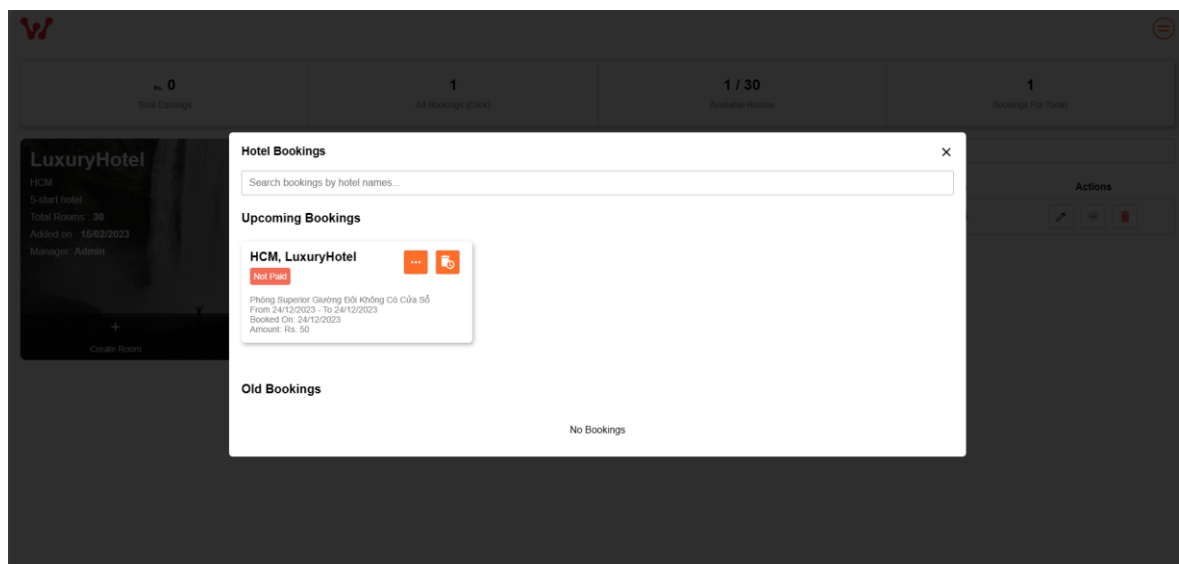 Rs. 0
Total Earnings
1
All Bookings (Click)
1 / 30
Available Rooms
1
Bookings For Today
LuxuryHotel
HCM
5-start hotel
Total Rooms : 30
Added on : 15/02/2023
Manager: Admin
+
Create Room
Actions
Hotel Bookings
Search bookings by hotel names...
Upcoming Bookings
HCM, LuxuryHotel
Not Paid
Phòng Superior Giường Đôi Không Có Cửa Sổ
From 24/12/2023 - To 24/12/2023
Booked On: 24/12/2023
Amount: Rs. 50
Old Bookings
No Bookings